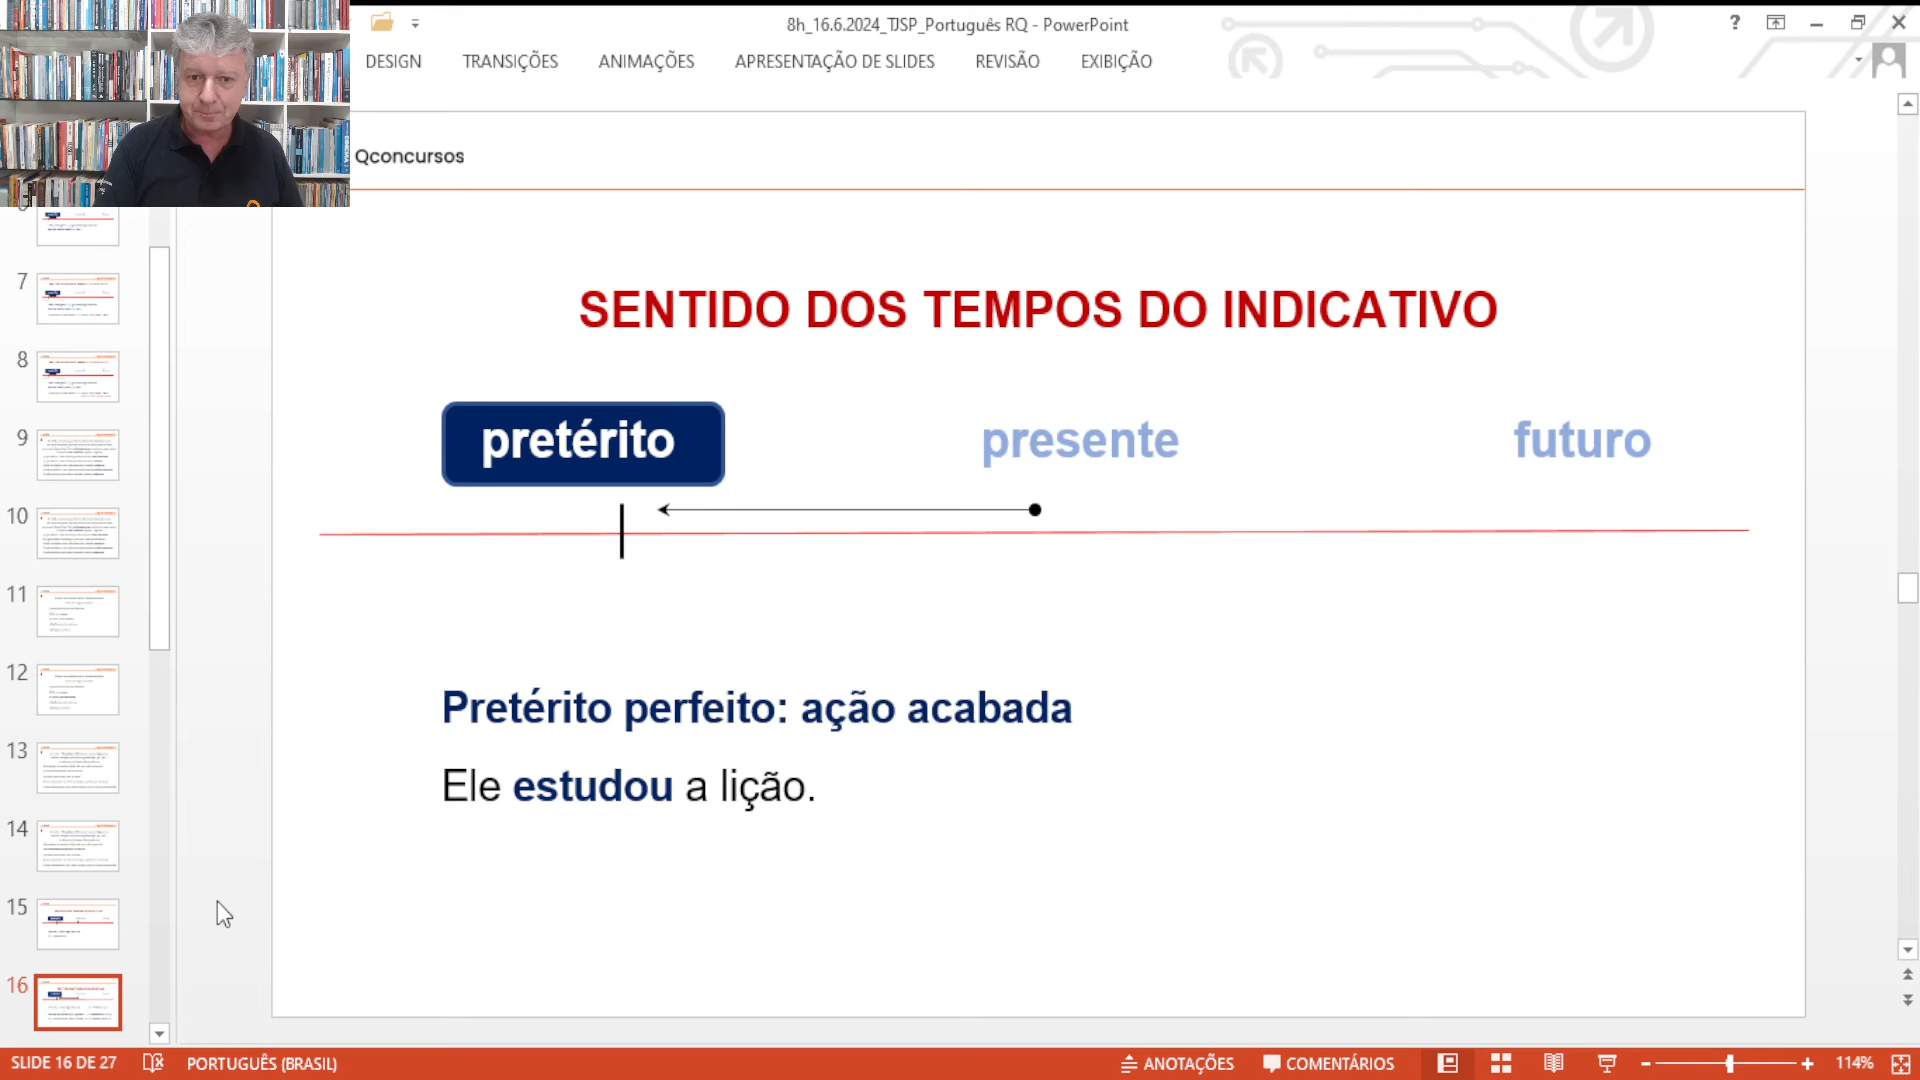 8h_16.6.2024_TJSP_Português RQ - PowerPoint
?
DESIGN TRANSIÇÕES ANIMAÇÕES APRESENTAÇÃO DE SLIDES REVISÃO EXIBIÇÃO
Qconcursos
SENTIDO DOS TEMPOS DO INDICATIVO
pretérito presente futuro
Pretérito perfeito: ação acabada
Ele estudou a lição.
7
8
9
10
11
12
13
14
15
16
SLIDE 16 DE 27 PORTUGUÊS (BRASIL) ANOTAÇÕES COMENTÁRIOS 114%